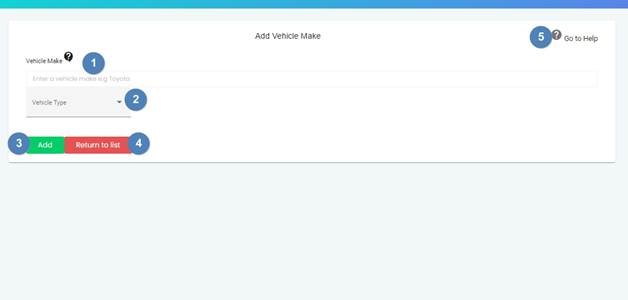 Add Vehicle Make
5 ? Go to Help
Vehicle Make ? 1
Enter a vehicle make e.g Toyota
Vehicle Type 2
3 Add Return to list 4